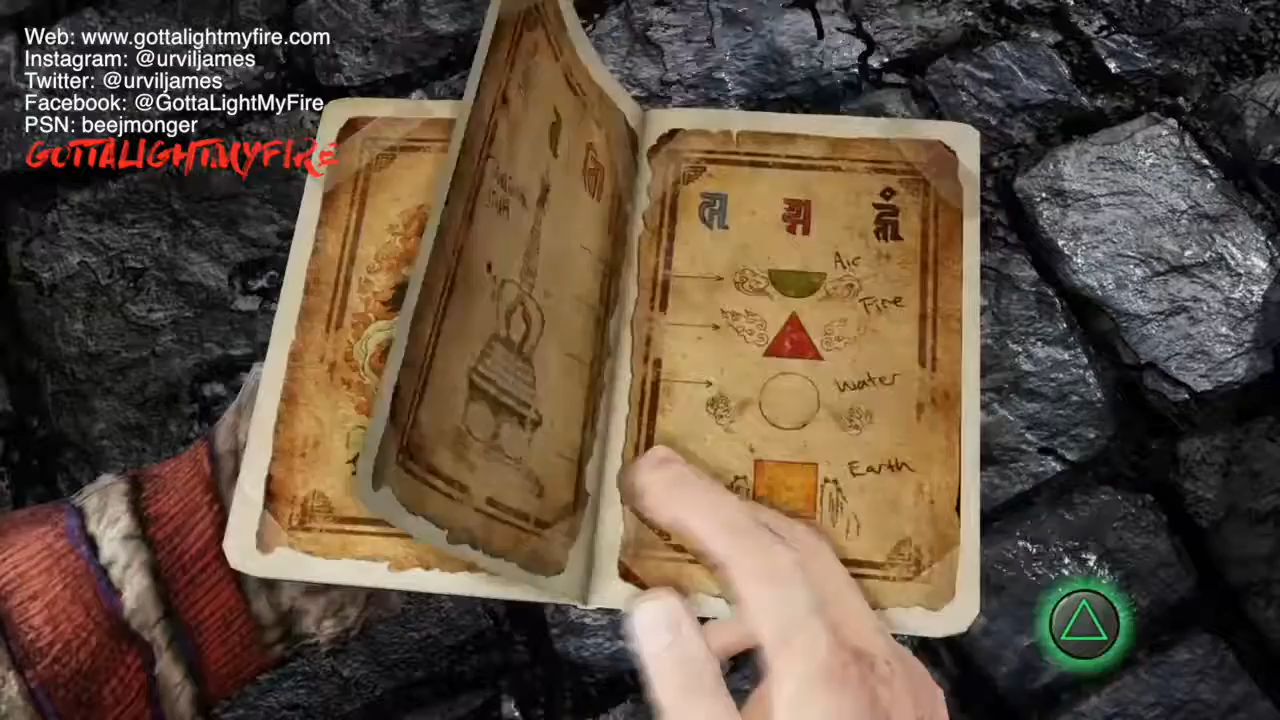 Web: www.gottalightmyfire.com
Instagram: @urviljames
Twitter: @urviljames
Facebook: @GottaLightMyFire
PSN: beejmonger
GOTTALIGHTMYFIRE
Air
Fire
Water
Earth